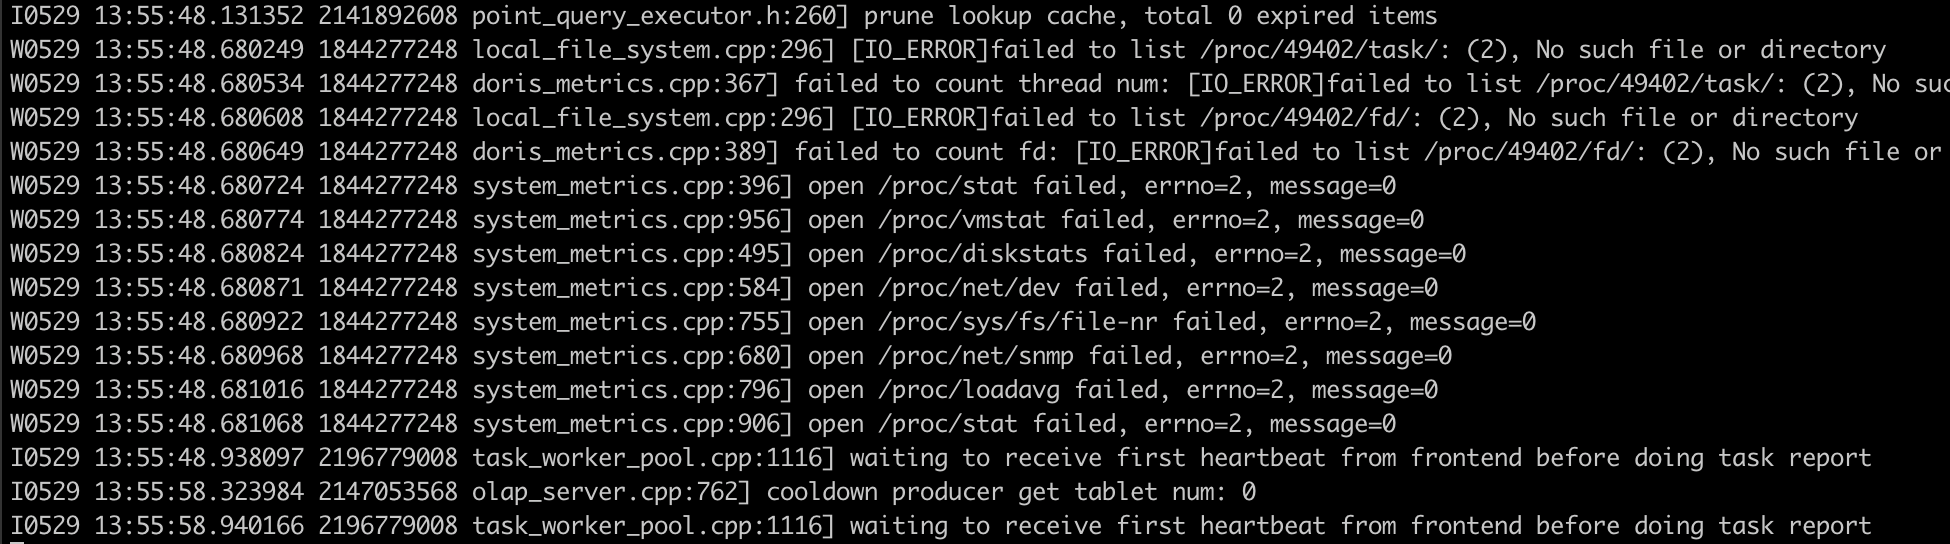 I0529 13:55:48.131352 2141892608 point_query_executor.h:260] prune lookup cache, total 0 expired items
W0529 13:55:48.680249 1844277248 local_file_system.cpp:296] [IO_ERROR]failed to list /proc/49402/task/: (2), No such file or directory
W0529 13:55:48.680534 1844277248 doris_metrics.cpp:367] failed to count thread num: [IO_ERROR]failed to list /proc/49402/task/: (2), No suc
W0529 13:55:48.680608 1844277248 local_file_system.cpp:296] [IO_ERROR]failed to list /proc/49402/fd/: (2), No such file or directory
W0529 13:55:48.680649 1844277248 doris_metrics.cpp:389] failed to count fd: [IO_ERROR]failed to list /proc/49402/fd/: (2), No such file or
W0529 13:55:48.680724 1844277248 system_metrics.cpp:396] open /proc/stat failed, errno=2, message=0
W0529 13:55:48.680774 1844277248 system_metrics.cpp:956] open /proc/vmstat failed, errno=2, message=0
W0529 13:55:48.680824 1844277248 system_metrics.cpp:495] open /proc/diskstats failed, errno=2, message=0
W0529 13:55:48.680871 1844277248 system_metrics.cpp:584] open /proc/net/dev failed, errno=2, message=0
W0529 13:55:48.680922 1844277248 system_metrics.cpp:755] open /proc/sys/fs/file-nr failed, errno=2, message=0
W0529 13:55:48.680968 1844277248 system_metrics.cpp:680] open /proc/net/snmp failed, errno=2, message=0
W0529 13:55:48.681016 1844277248 system_metrics.cpp:796] open /proc/loadavg failed, errno=2, message=0
W0529 13:55:48.681068 1844277248 system_metrics.cpp:906] open /proc/stat failed, errno=2, message=0
I0529 13:55:48.938097 2196779008 task_worker_pool.cpp:1116] waiting to receive first heartbeat from frontend before doing task report
I0529 13:55:58.323984 2147053568 olap_server.cpp:762] cooldown producer get tablet num: 0
I0529 13:55:58.940166 2196779008 task_worker_pool.cpp:1116] waiting to receive first heartbeat from frontend before doing task report